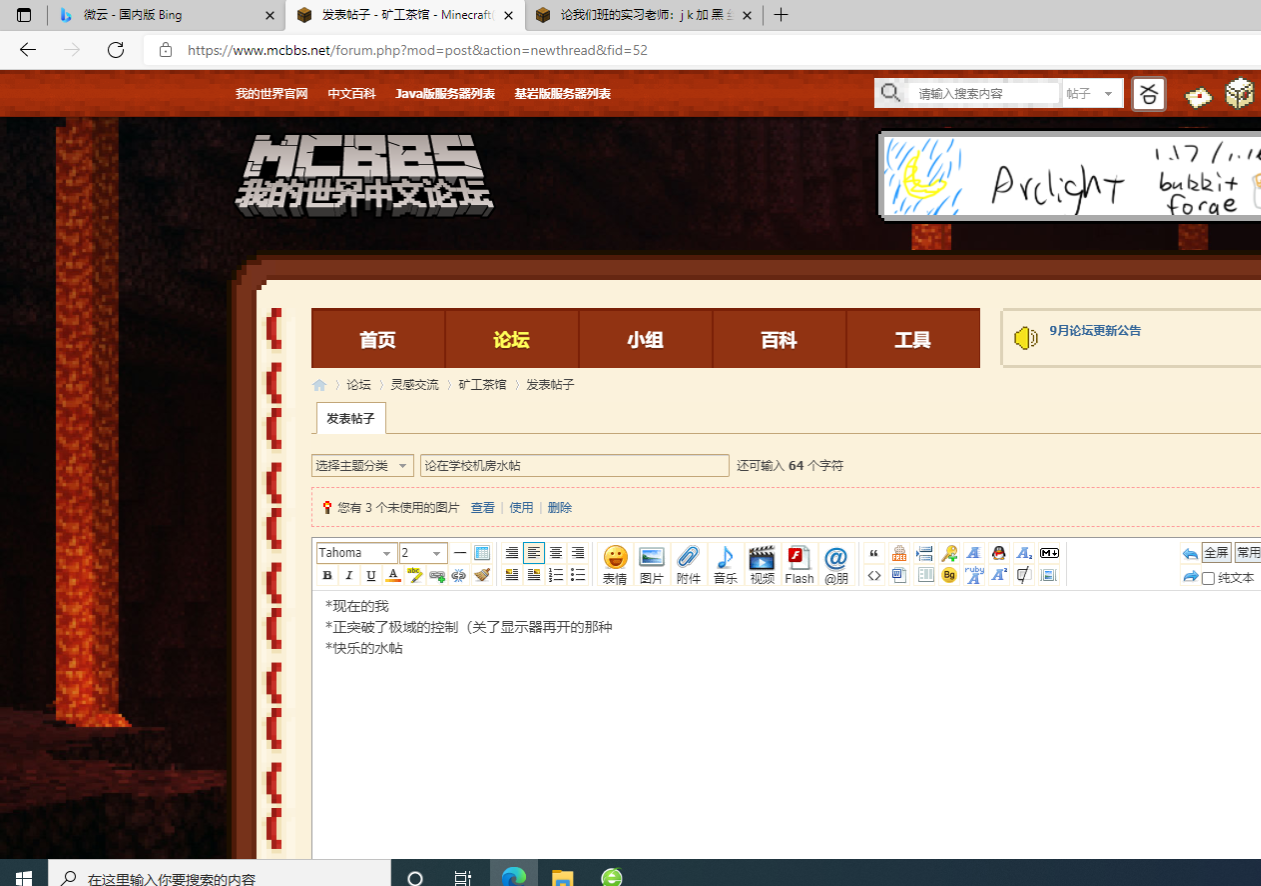 微云 - 国内版 Bing
发表帖子 - 矿工茶馆 - Minecraft(
论我们班的实习老师：j k 加 黑
https://www.mcbbs.net/forum.php?mod=post&action=newthread&fid=52
我的世界官网 中文百科 Java版服务器列表 基岩版服务器列表
请输入搜索内容 帖子
MCBBS
我的世界中文论坛
Arclight
1.17 / 1.16
bukkit
forge
首页 论坛 小组 百科 工具
9月论坛更新公告
论坛 灵感交流 矿工茶馆 发表帖子
发表帖子
选择主题分类 论在学校机房水帖 还可输入 64 个字符
您有 3 个未使用的图片 查看 | 使用 | 删除
Tahoma 2 全屏 常用
B I U A 表情 图片 附件 音乐 视频 Flash @朋 纯文本
*现在的我
*正突破了极域的控制（关了显示器再开的那种
*快乐的水帖
在这里输入你要搜索的内容